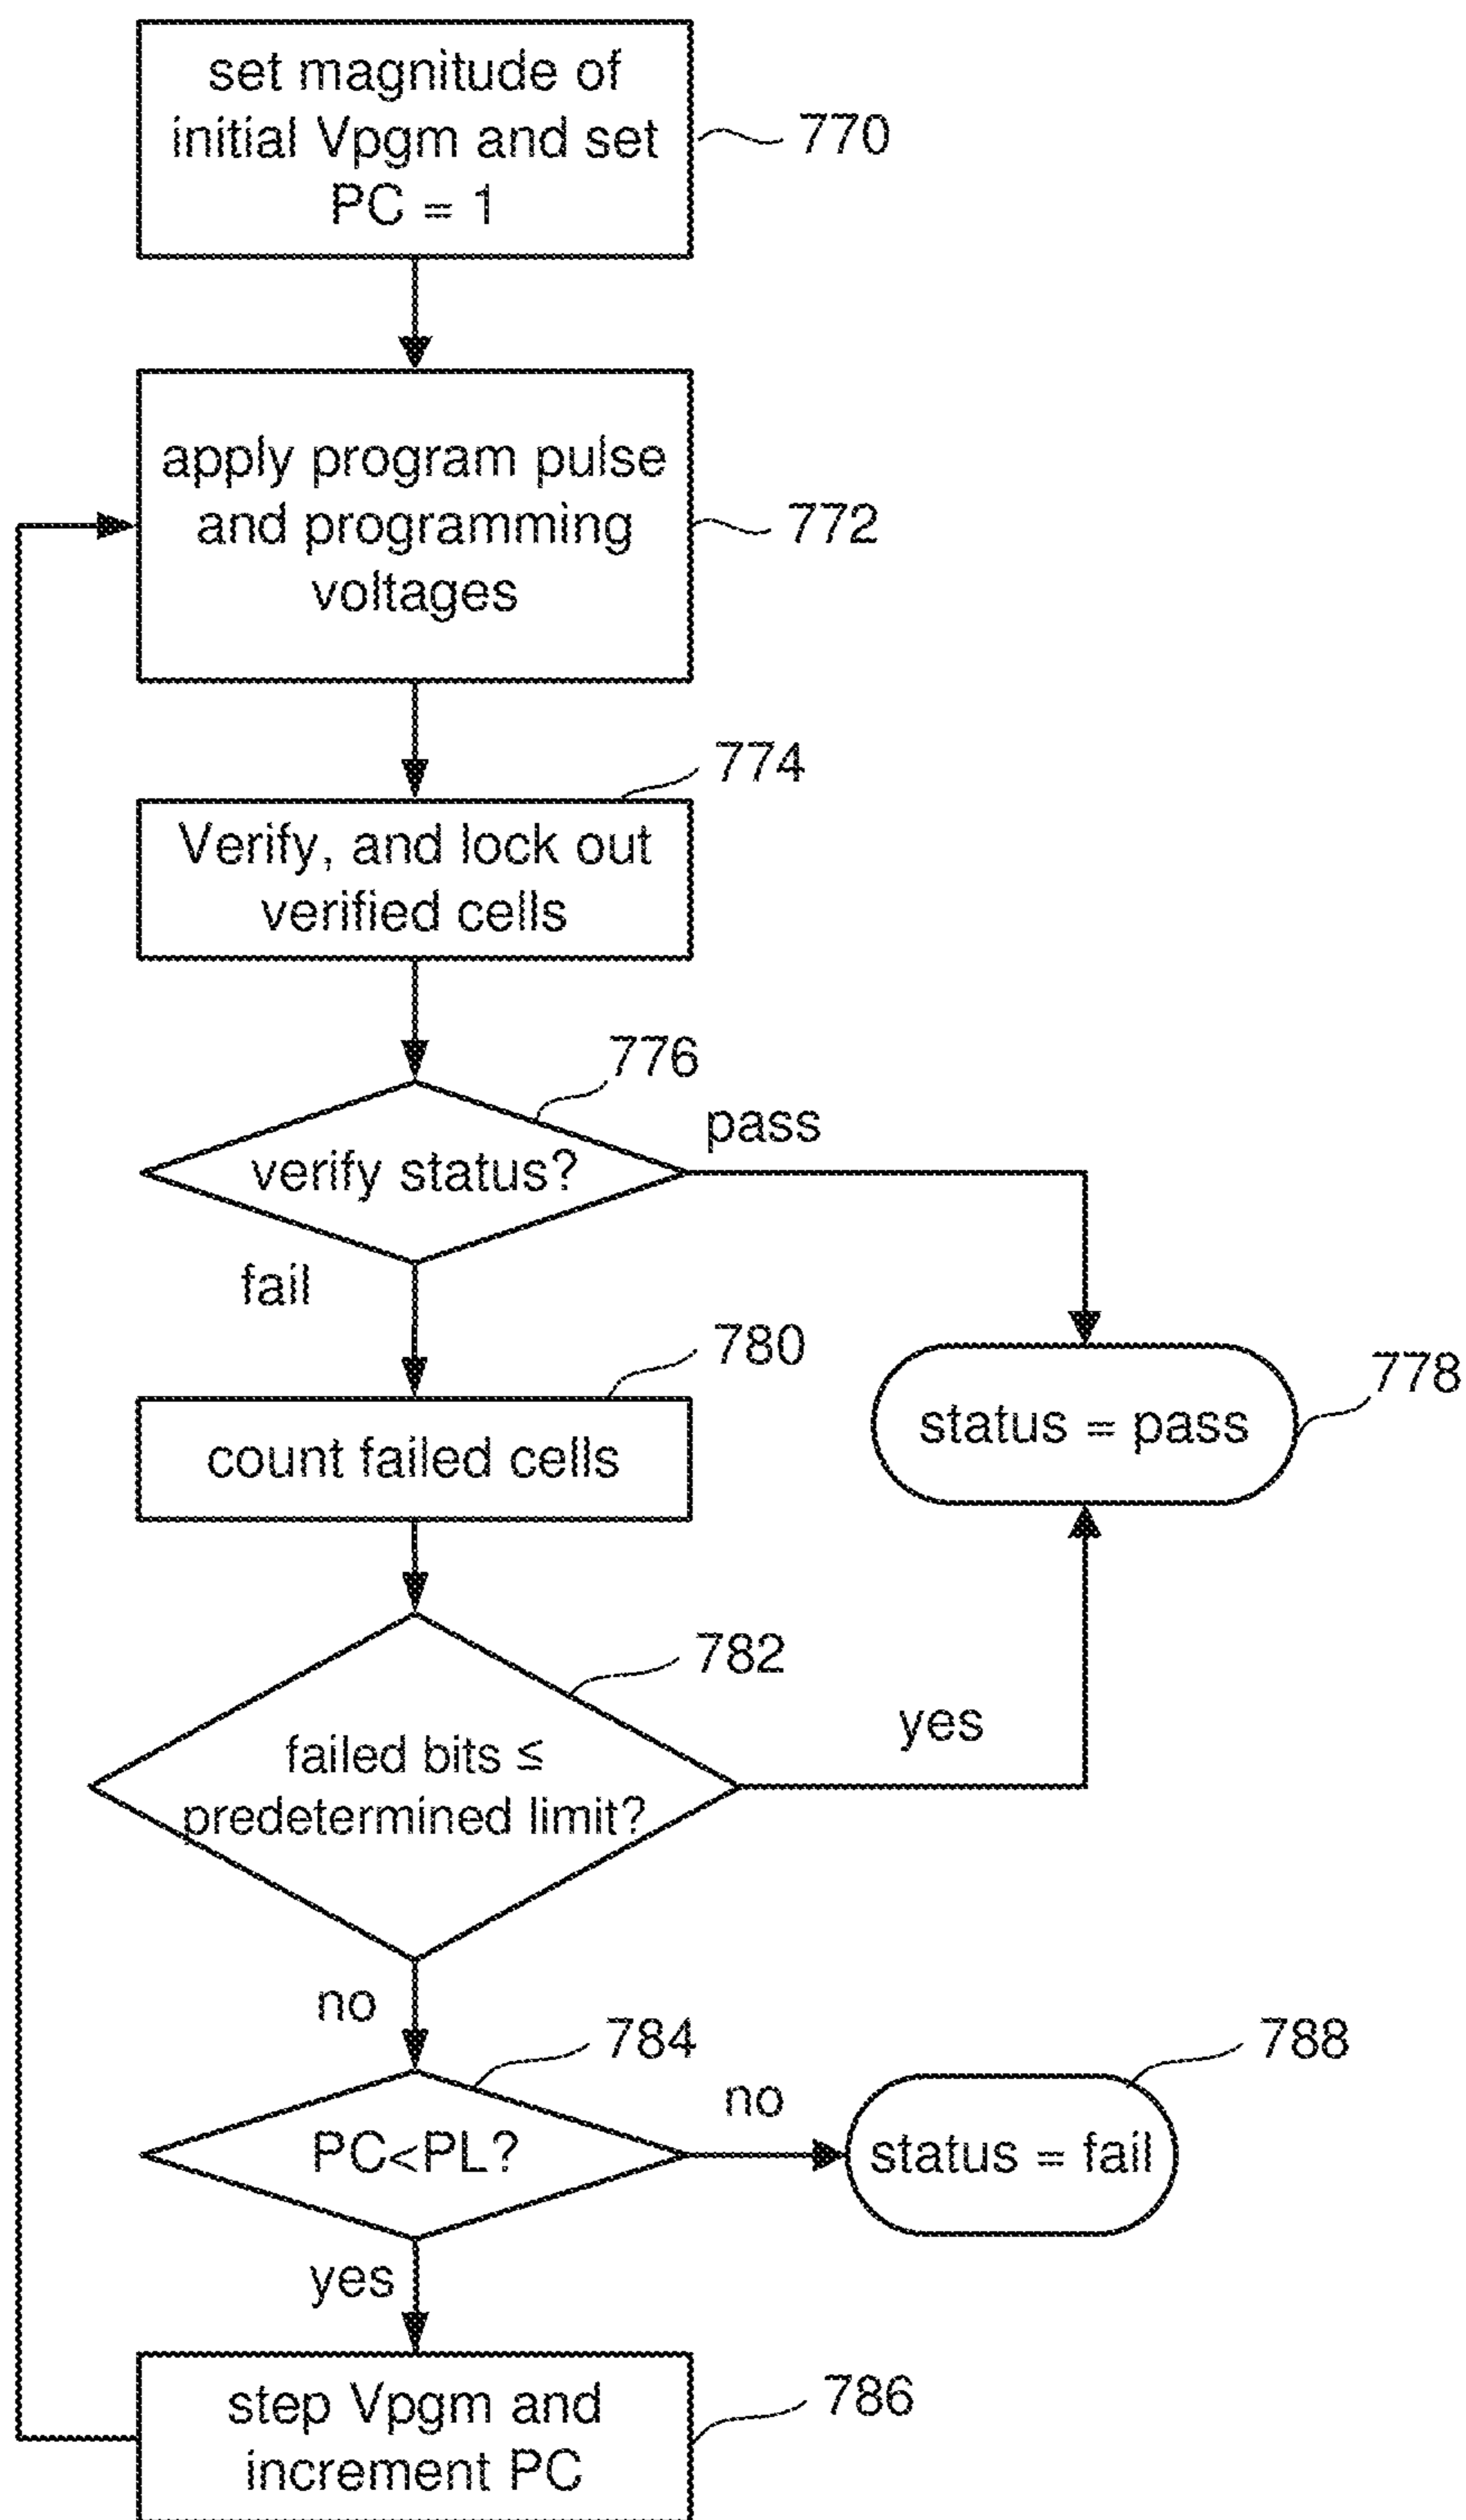 set magnitude of
initial Vpgm and set
PC = 1
770
apply program pulse
and programming
voltages
772
774
Verify, and lock out
verified cells
776
pass
verify status?
fail
780
778
count failed cells
status = pass
782
yes
failed bits ≤
predetermined limit?
no
784
788
no
PC<PL?
status = fail
yes
786
step Vpgm and
increment PC